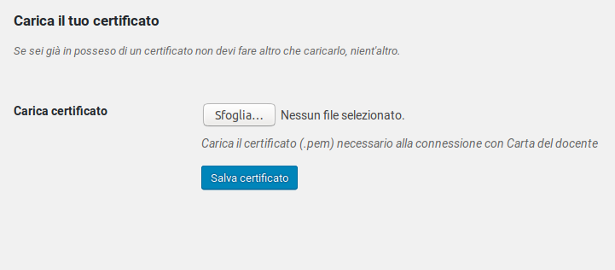 Carica il tuo certificato
Se sei già in posseso di un certificato non devi fare altro che caricarlo, nient'altro.
Carica certificato
Sfoglia... Nessun file selezionato.
Carica il certificato (.pem) necessario alla connessione con Carta del docente
Salva certificato